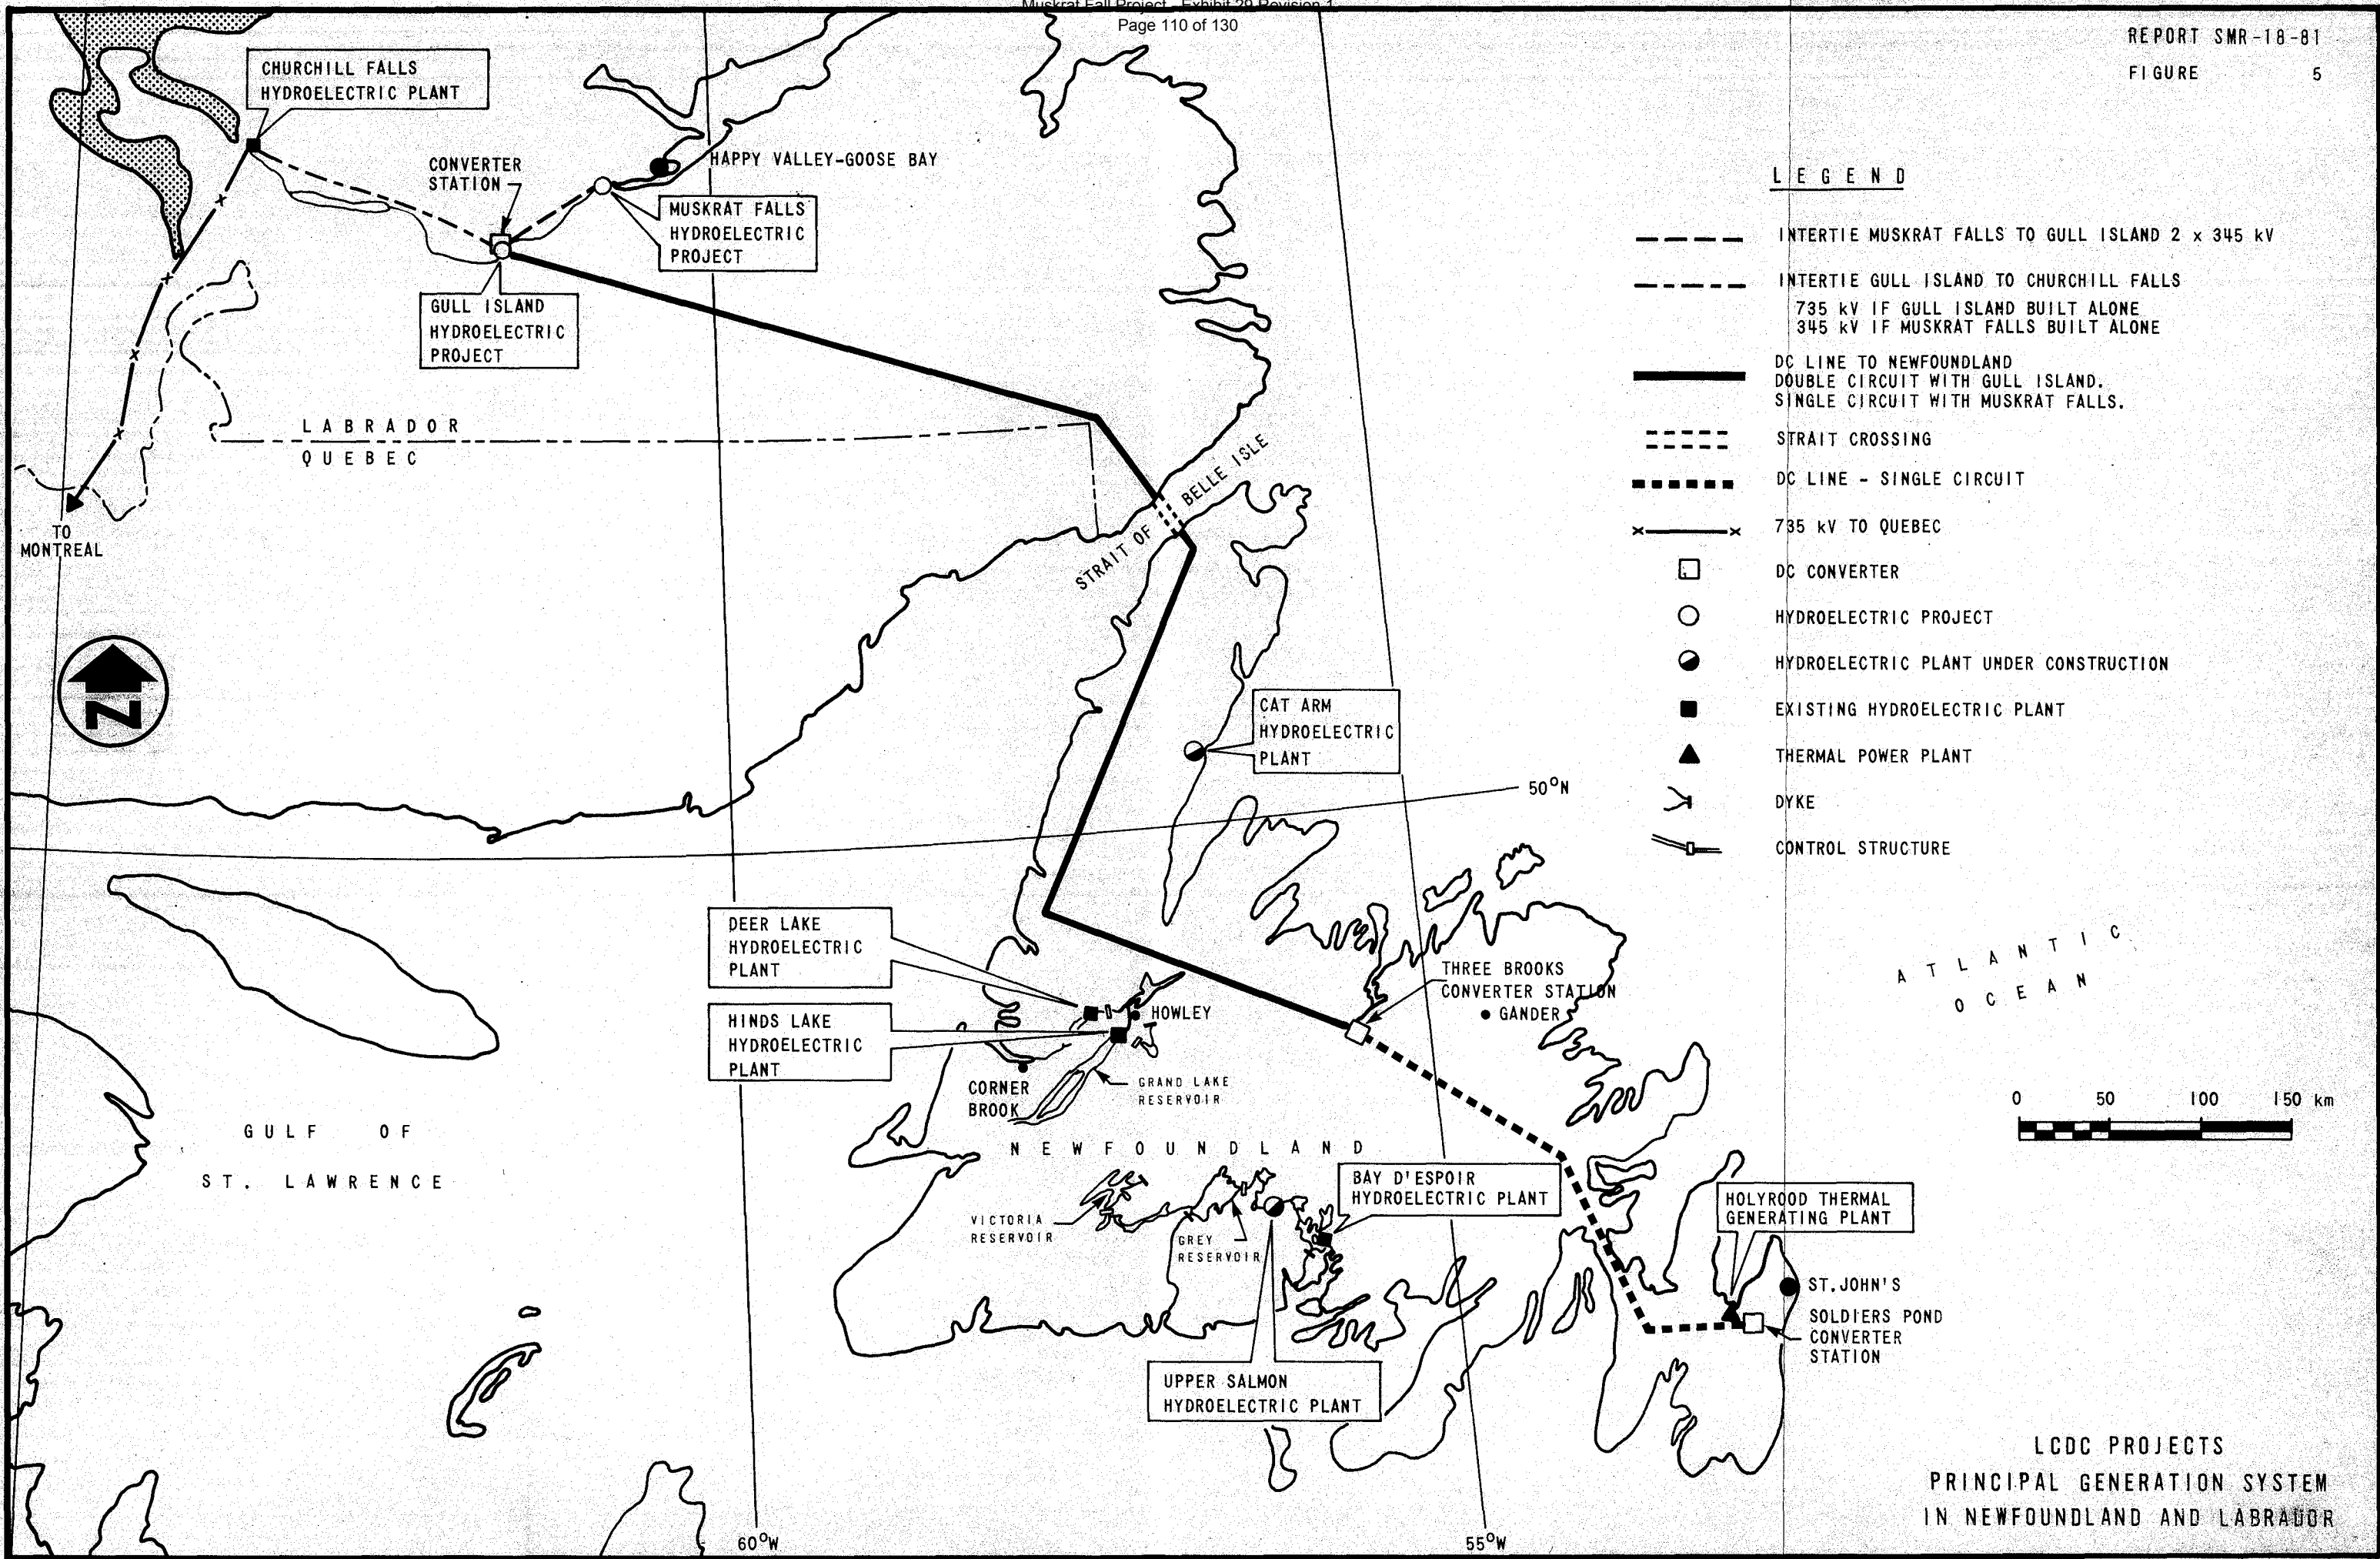 Muskrat Fall Project - Exhibit 29 Revision 1
Page 110 of 130
REPORT SMR-18-81
FIGURE 5
CHURCHILL FALLS
HYDROELECTRIC PLANT
CONVERTER
STATION
HAPPY VALLEY-GOOSE BAY
MUSKRAT FALLS
HYDROELECTRIC
PROJECT
GULL ISLAND
HYDROELECTRIC
PROJECT
LABRADOR
QUEBEC
TO
MONTREAL
STRAIT OF BELLE ISLE
N
CAT ARM
HYDROELECTRIC
PLANT
50°N
DEER LAKE
HYDROELECTRIC
PLANT
HINDS LAKE
HYDROELECTRIC
PLANT
HOWLEY
CORNER
BROOK
GRAND LAKE
RESERVOIR
THREE BROOKS
CONVERTER STATION
GANDER
GULF OF
ST. LAWRENCE
NEWFOUNDLAND
VICTORIA
RESERVOIR
GREY
RESERVOIR
BAY D'ESPOIR
HYDROELECTRIC PLANT
UPPER SALMON
HYDROELECTRIC PLANT
HOLYROOD THERMAL
GENERATING PLANT
ST.JOHN'S
SOLDIERS POND
CONVERTER
STATION
60°W
55°W
LEGEND
INTERTIE MUSKRAT FALLS TO GULL ISLAND 2 x 345 kV
INTERTIE GULL ISLAND TO CHURCHILL FALLS
735 kV IF GULL ISLAND BUILT ALONE
345 kV IF MUSKRAT FALLS BUILT ALONE
DC LINE TO NEWFOUNDLAND
DOUBLE CIRCUIT WITH GULL ISLAND.
SINGLE CIRCUIT WITH MUSKRAT FALLS.
STRAIT CROSSING
DC LINE - SINGLE CIRCUIT
735 kV TO QUEBEC
DC CONVERTER
HYDROELECTRIC PROJECT
HYDROELECTRIC PLANT UNDER CONSTRUCTION
EXISTING HYDROELECTRIC PLANT
THERMAL POWER PLANT
DYKE
CONTROL STRUCTURE
ATLANTIC
OCEAN
0 50 100 150 km
LCDC PROJECTS
PRINCIPAL GENERATION SYSTEM
IN NEWFOUNDLAND AND LABRADOR